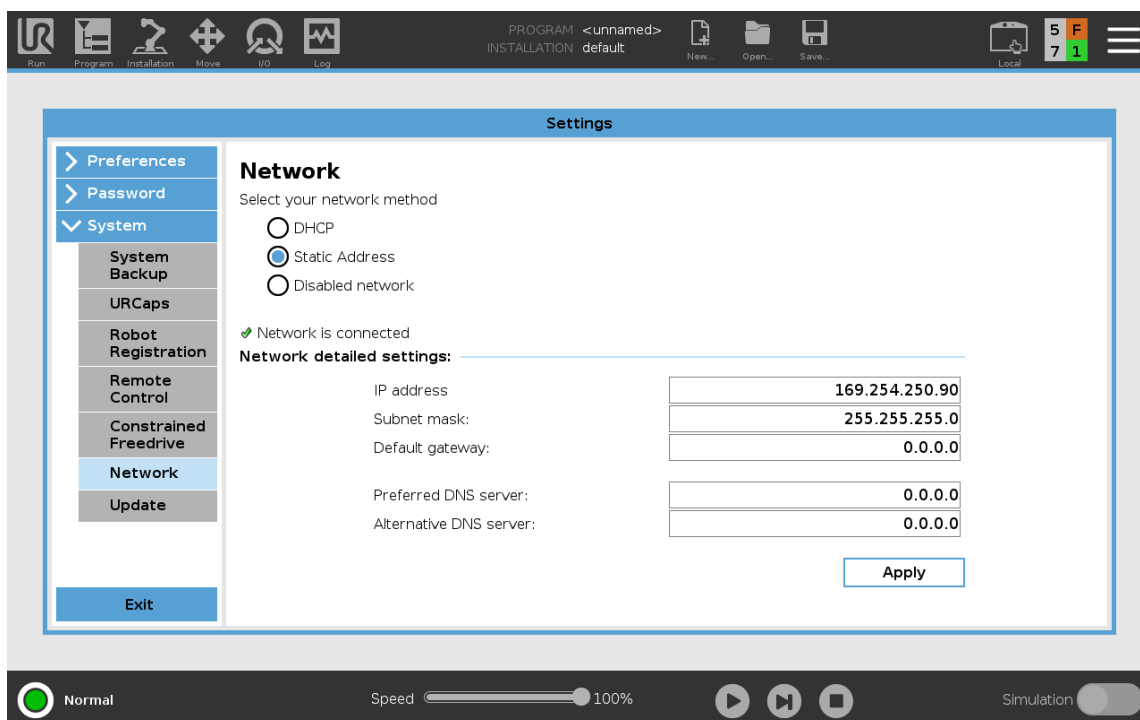 PROGRAM <unnamed>
INSTALLATION default
UR
5 F
7 1
Run Program Installation Move I/O Log New... Open... Save... Local
Settings
Preferences
Password
System
System
Backup
URCaps
Robot
Registration
Remote
Control
Constrained
Freedrive
Network
Update
Exit
Network
Select your network method
DHCP
Static Address
Disabled network
Network is connected
Network detailed settings:
IP address 169.254.250.90
Subnet mask: 255.255.255.0
Default gateway: 0.0.0.0
Preferred DNS server: 0.0.0.0
Alternative DNS server: 0.0.0.0
Apply
Normal Speed 100% Simulation